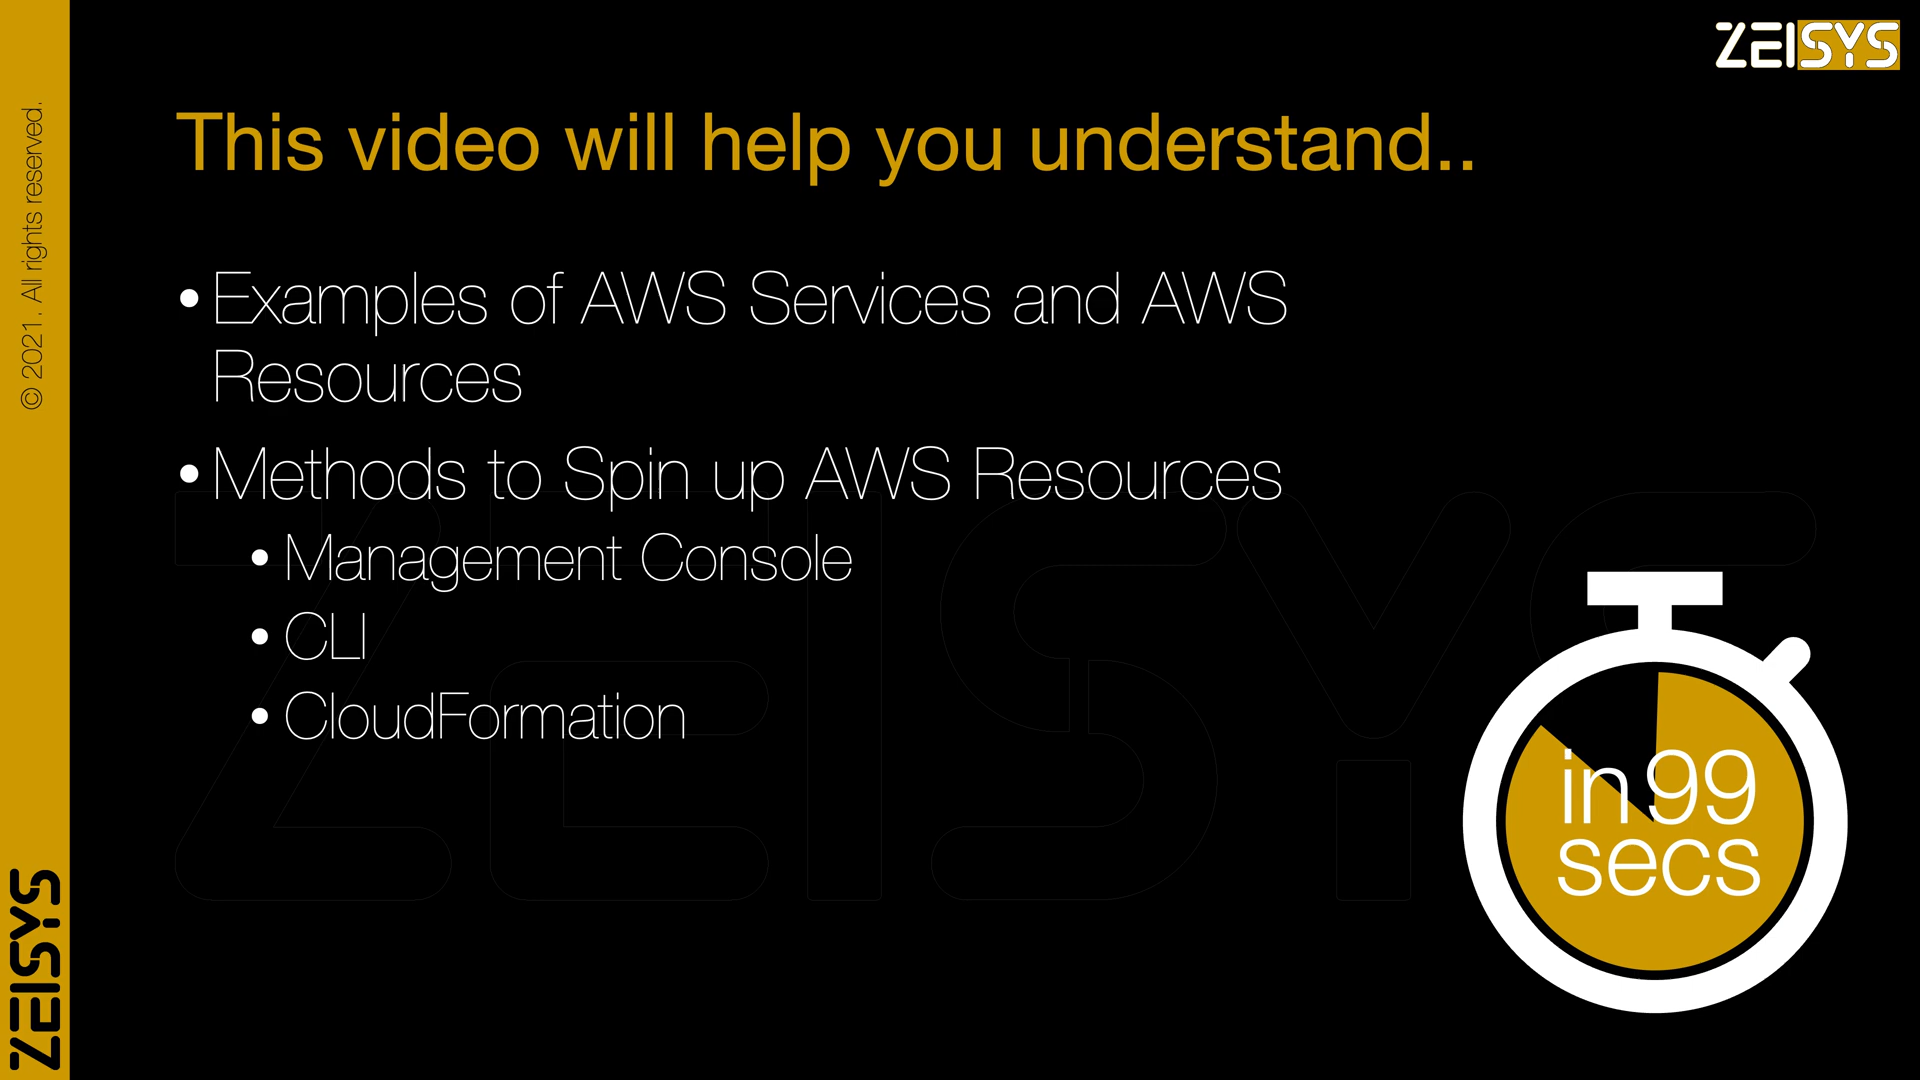 ZEISYS
© 2021. All rights reserved.
This video will help you understand..
• Examples of AWS Services and AWS
Resources
• Methods to Spin up AWS Resources
• Management Console
• CLI
• CloudFormation
in 99
secs
ZEISYS
ZEISYS